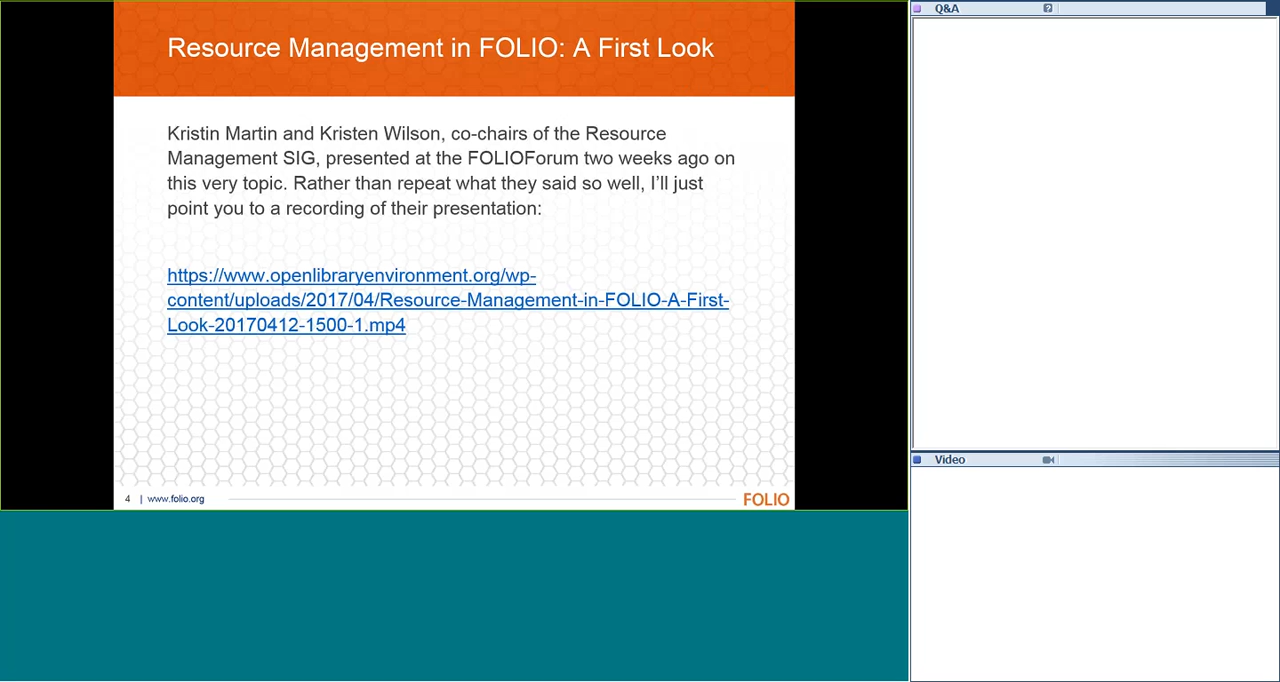 Resource Management in FOLIO: A First Look
Kristin Martin and Kristen Wilson, co-chairs of the Resource
Management SIG, presented at the FOLIOForum two weeks ago on
this very topic. Rather than repeat what they said so well, I’ll just
point you to a recording of their presentation:
https://www.openlibraryenvironment.org/wp-
content/uploads/2017/04/Resource-Management-in-FOLIO-A-First-
Look-20170412-1500-1.mp4
4 | www.folio.org
FOLIO
Q&A
?
Video